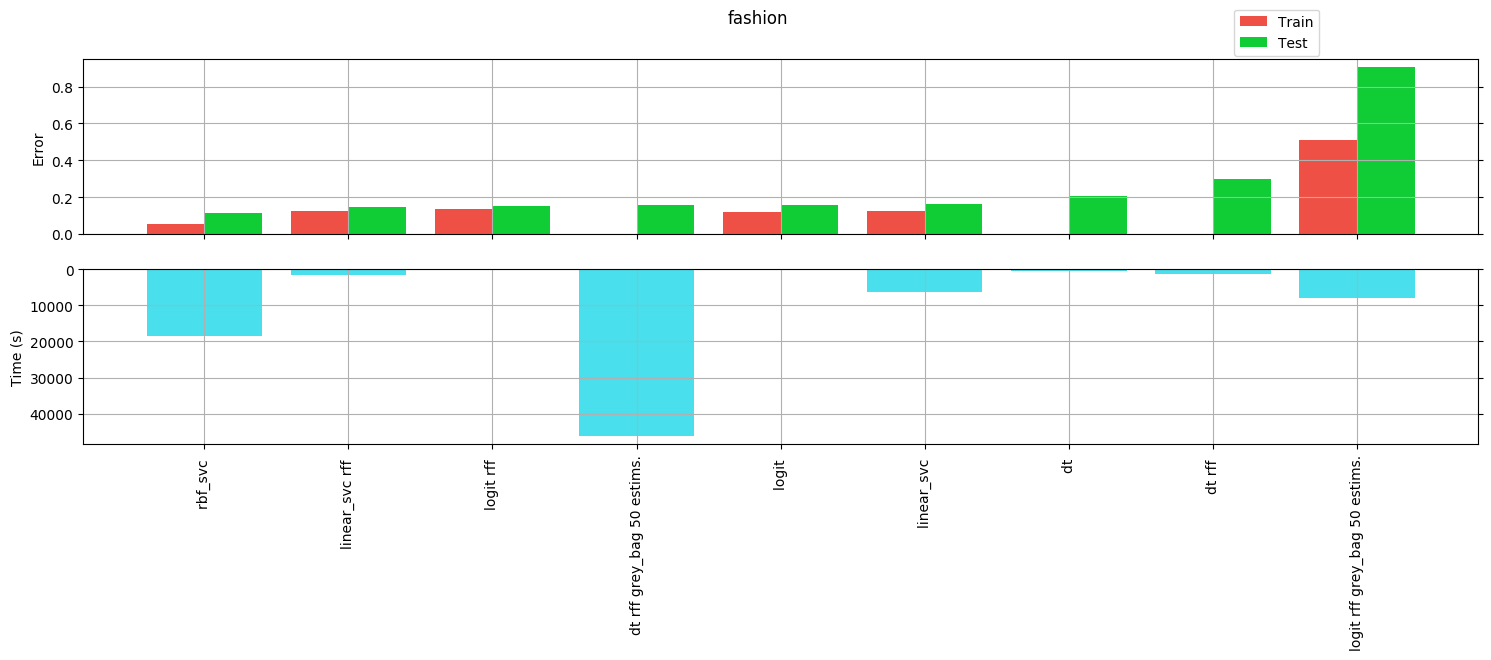 fashion
Train
Test
Error
0.8
0.6
0.4
0.2
0.0
Time (s)
0
10000
20000
30000
40000
rbf_svc
linear_svc rff
logit rff
dt rff grey_bag 50 estims.
logit
linear_svc
dt
dt rff
logit rff grey_bag 50 estims.